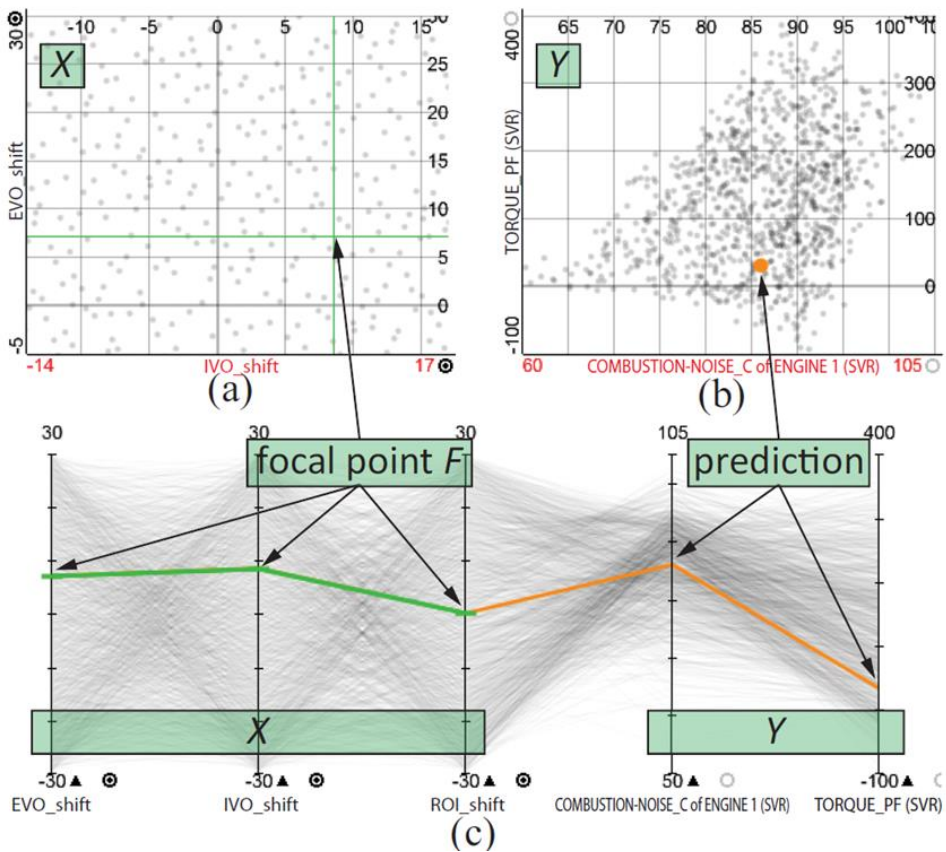 -10 -5 0 5 10 15 30
30
X
25
20
15
10
5
0
-5
EVO_shift
-14 IVO_shift 17
(a)
65 70 75 80 85 90 95 100
400
Y
300
200
100
0
-100
TORQUE_PF (SVR)
60 COMBUSTION-NOISE_C of ENGINE 1 (SVR) 105
(b)
30 30 30 105 400
focal point F
prediction
X
Y
-30 -30 -30 50 -100
EVO_shift IVO_shift ROI_shift COMBUSTION-NOISE_C of ENGINE 1 (SVR) TORQUE_PF (SVR)
(c)